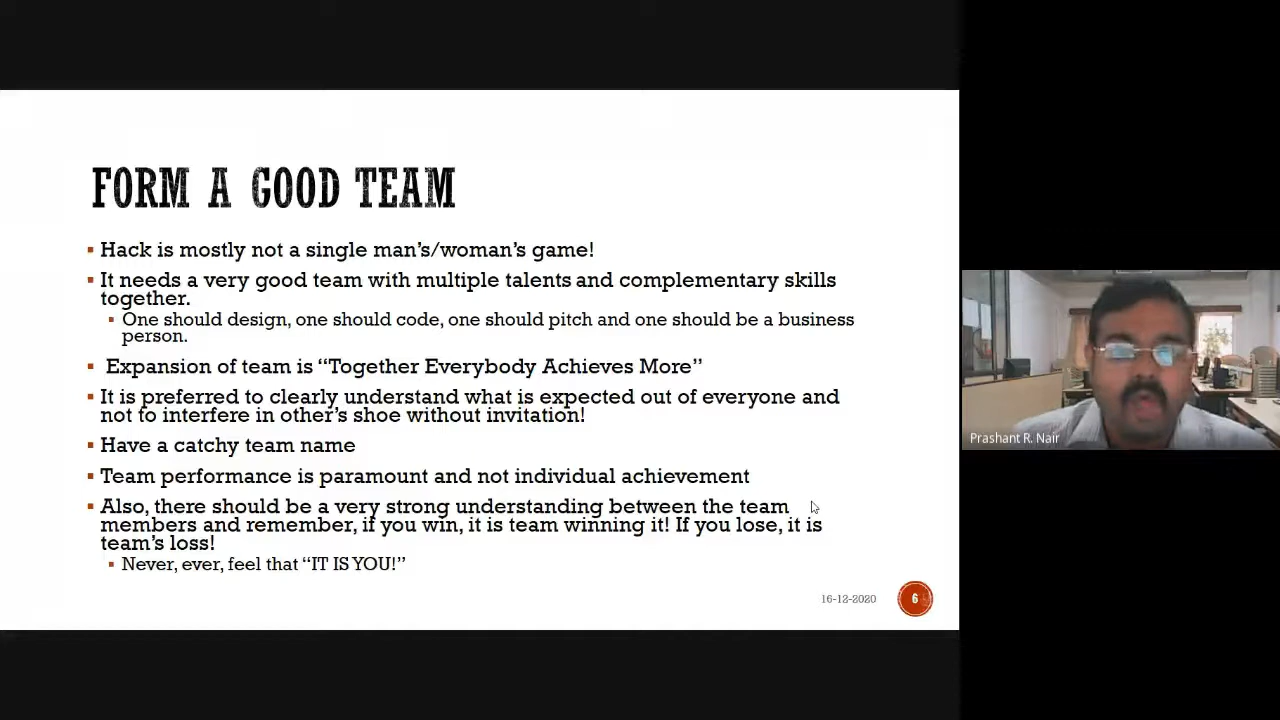 FORM A GOOD TEAM
Hack is mostly not a single man's/woman's game!
It needs a very good team with multiple talents and complementary skills
together.
One should design, one should code, one should pitch and one should be a business
person.
Expansion of team is “Together Everybody Achieves More”
It is preferred to clearly understand what is expected out of everyone and
not to interfere in other's shoe without invitation!
Have a catchy team name
Team performance is paramount and not individual achievement
Also, there should be a very strong understanding between the team
members and remember, if you win, it is team winning it! If you lose, it is
team's loss!
Never, ever, feel that “IT IS YOU!”
16-12-2020
6
Prashant R. Nair